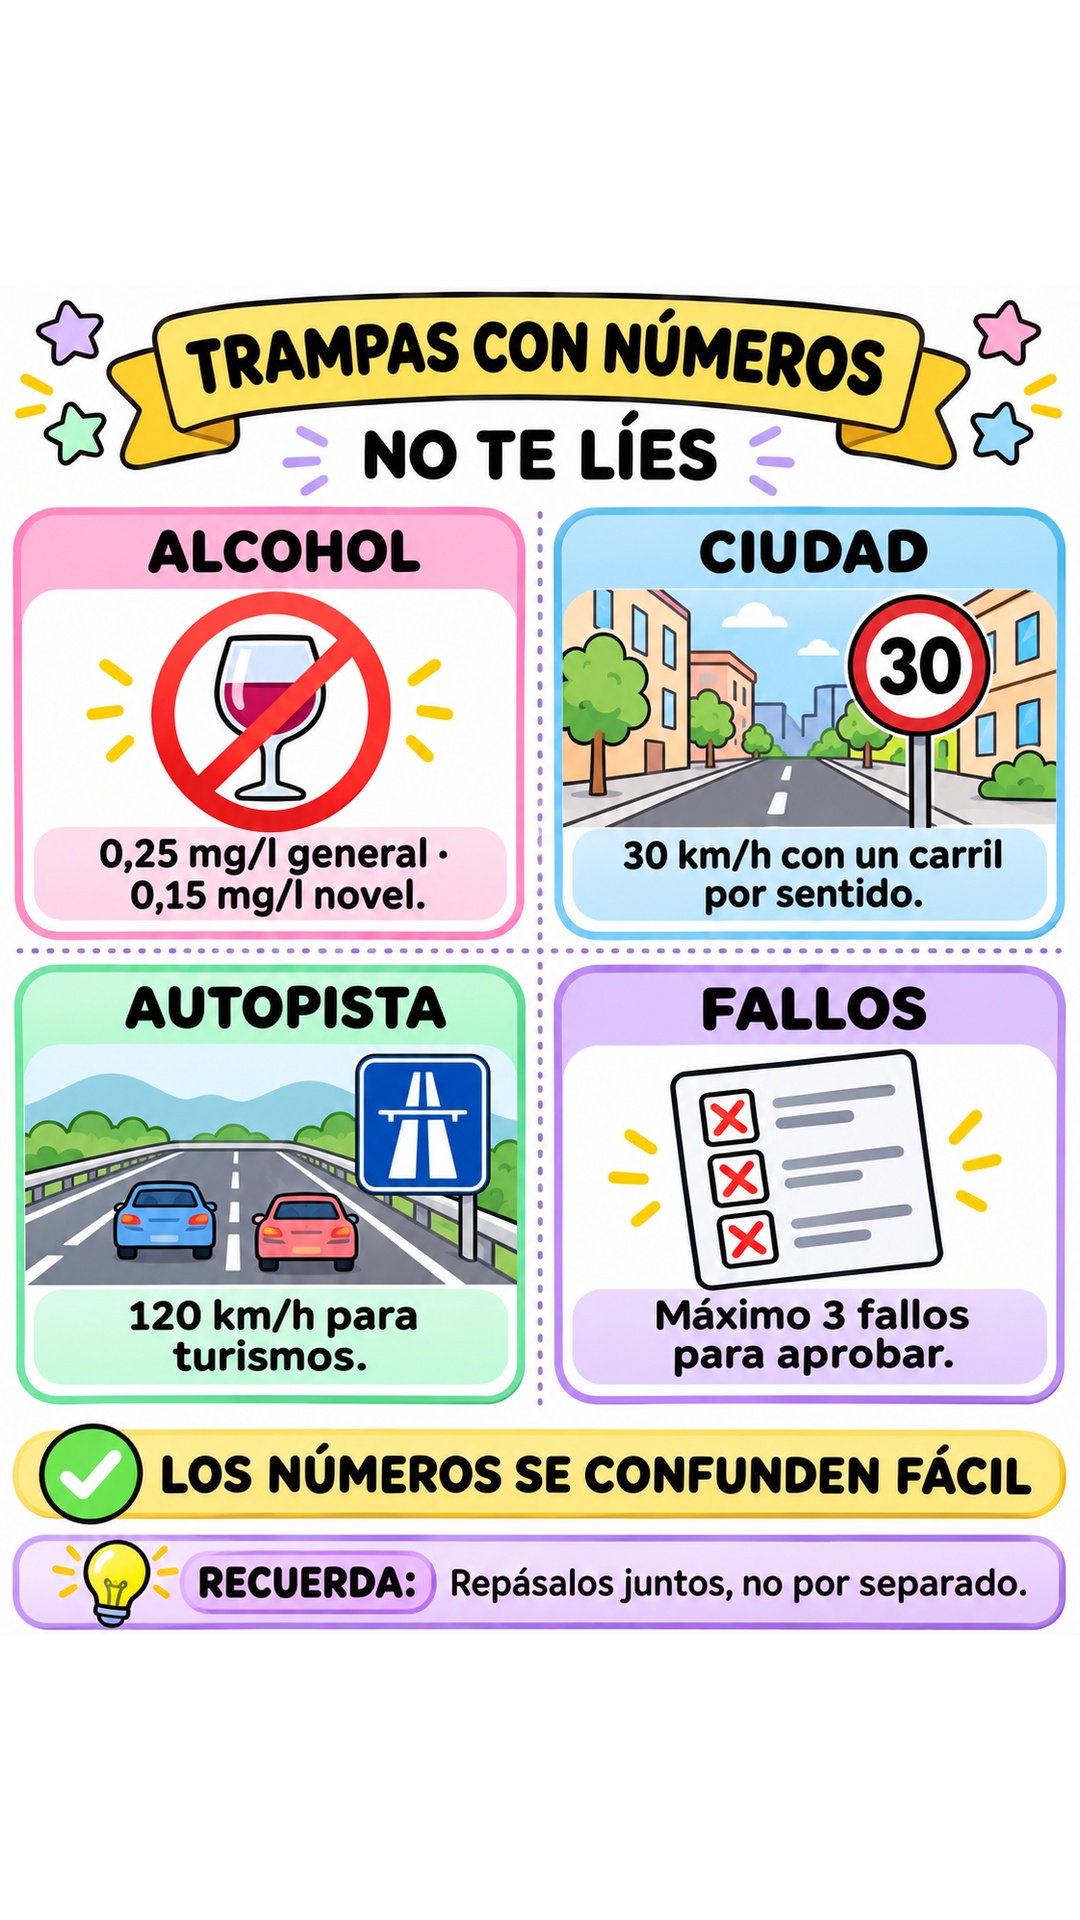 TRAMPAS CON NÚMEROS
NO TE LÍES
ALCOHOL
0,25 mg/l general ·
0,15 mg/l novel.
CIUDAD
30
30 km/h con un carril
por sentido.
AUTOPISTA
120 km/h para
turismos.
FALLOS
Máximo 3 fallos
para aprobar.
LOS NÚMEROS SE CONFUNDEN FÁCIL
RECUERDA: Repásalos juntos, no por separado.